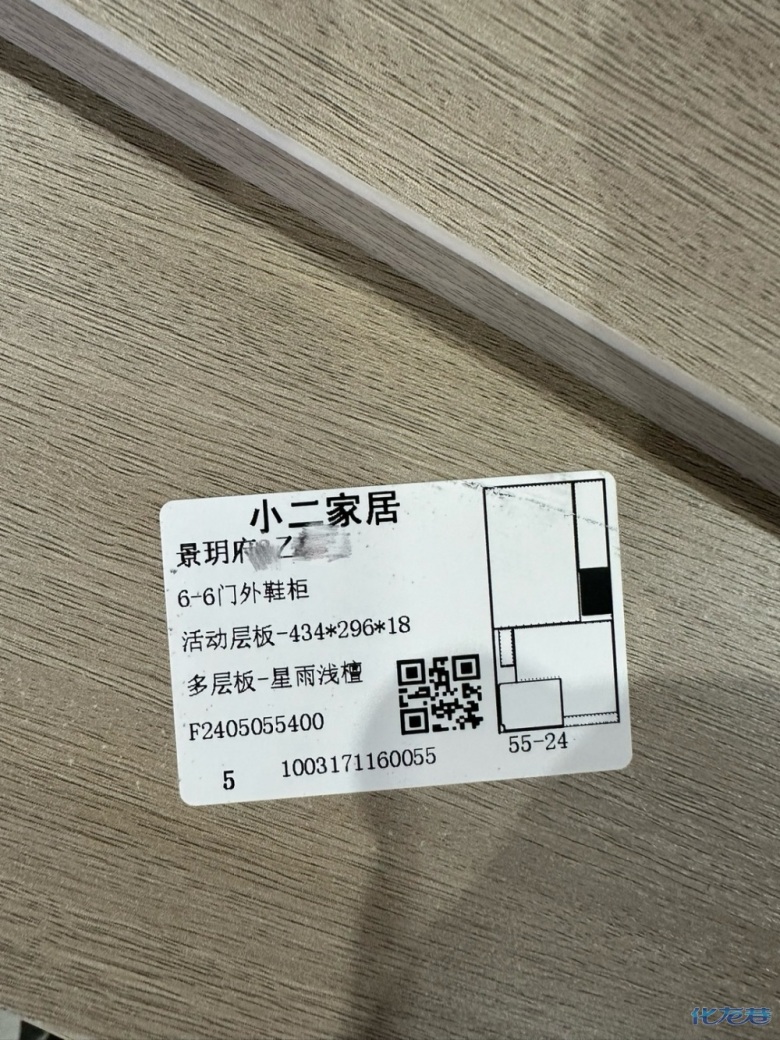 小二家居
景玥府
6-6门外鞋柜
活动层板-434*296*18
多层板-星雨浅檀
F2405055400
5
1003171160055
55-24
化龙巷